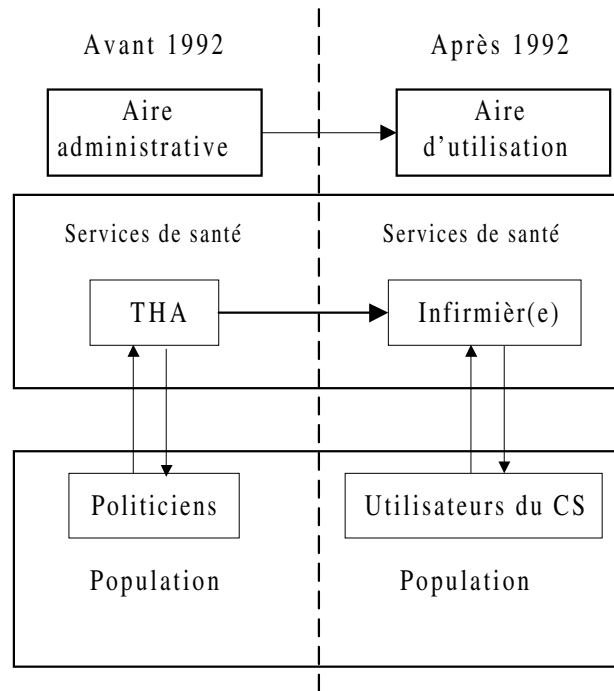 Avant 1992
Après 1992
Aire
administrative
Aire
d'utilisation
Services de santé
Services de santé
THA
Infirmièr(e)
Politiciens
Utilisateurs du CS
Population
Population